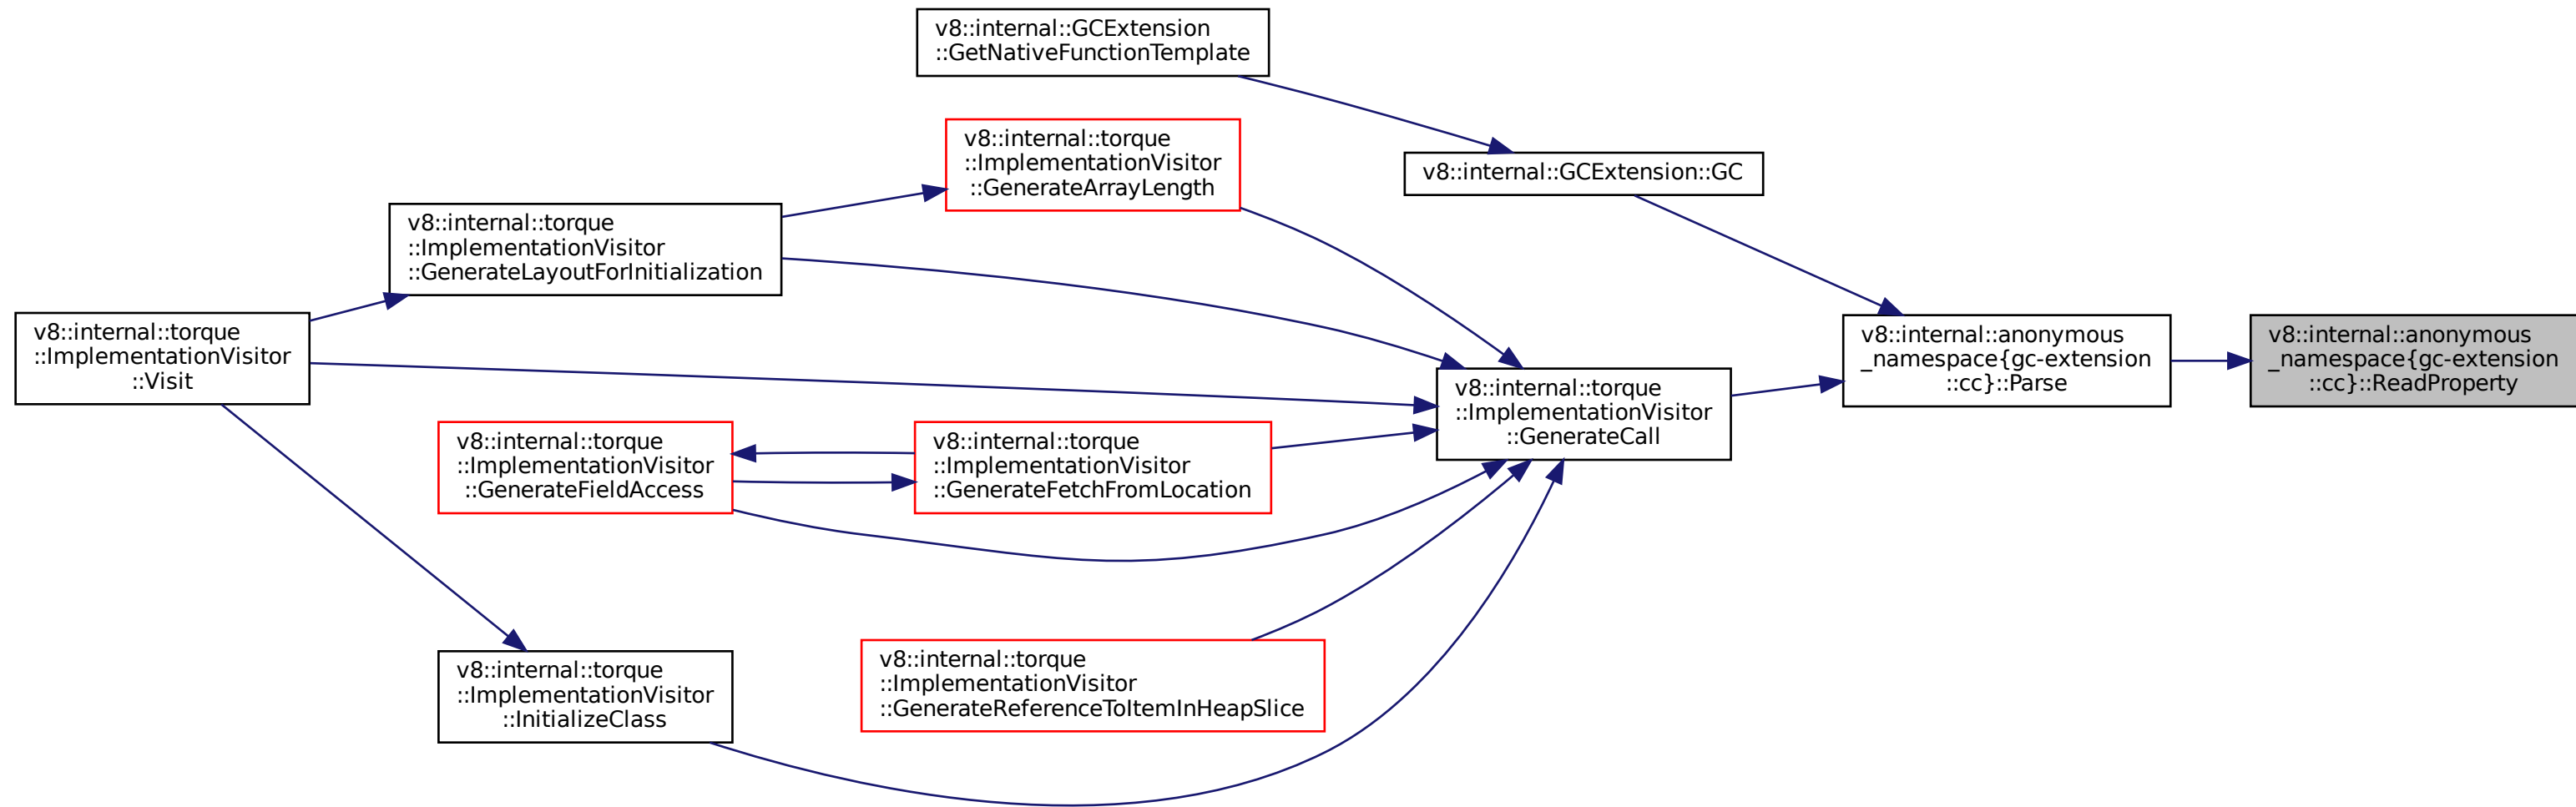 v8::internal::GCExtension
::GetNativeFunctionTemplate
v8::internal::torque
::ImplementationVisitor
::GenerateArrayLength
v8::internal::GCExtension::GC
v8::internal::torque
::ImplementationVisitor
::GenerateLayoutForInitialization
v8::internal::torque
::ImplementationVisitor
::Visit
v8::internal::anonymous
_namespace{gc-extension
::cc}::Parse
v8::internal::anonymous
_namespace{gc-extension
::cc}::ReadProperty
v8::internal::torque
::ImplementationVisitor
::GenerateCall
v8::internal::torque
::ImplementationVisitor
::GenerateFieldAccess
v8::internal::torque
::ImplementationVisitor
::GenerateFetchFromLocation
v8::internal::torque
::ImplementationVisitor
::GenerateReferenceToItemInHeapSlice
v8::internal::torque
::ImplementationVisitor
::InitializeClass